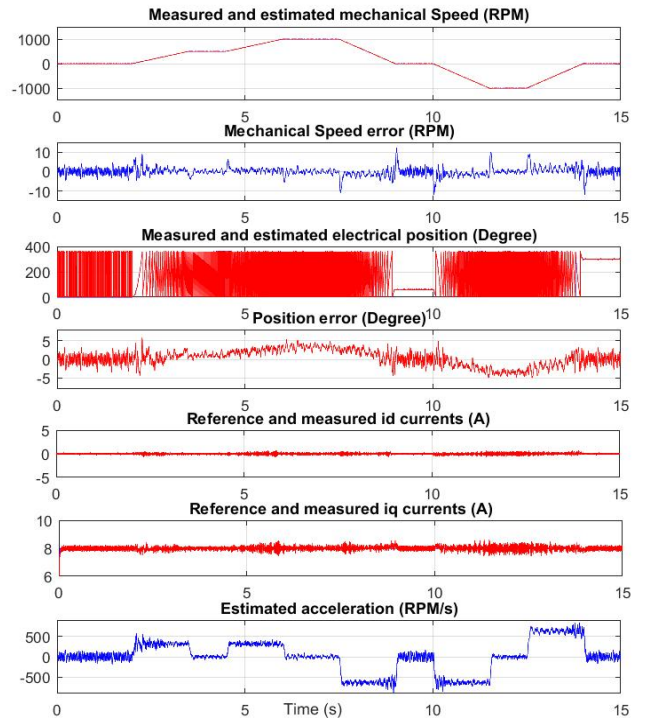 Measured and estimated mechanical Speed (RPM)
1000
0
-1000
0 5 10 15
Mechanical Speed error (RPM)
10
0
-10
0 5 10 15
Measured and estimated electrical position (Degree)
400
200
0
0 5 10 15
Position error (Degree)
5
0
-5
0 5 10 15
Reference and measured id currents (A)
5
0
-5
0 5 10 15
Reference and measured iq currents (A)
10
8
6
0 5 10 15
Estimated acceleration (RPM/s)
500
0
-500
0 5 Time (s) 10 15